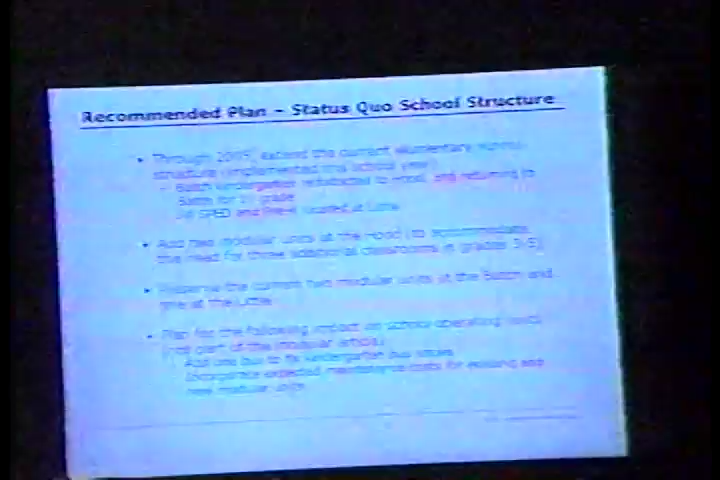 Recommended Plan - Status Quo School Structure
• Through extend the current elementary school
structure (implemented this school year)
- Batch kindergarten redistricted to Hood, and returning to
Batch for 1st grade
- All SPED and Pre-K located at Little
• Add two modular units at the Hood (to accommodate
the need for three additional classrooms in grades 3-5)
• Preserve the current two modular units at the Batch and
one at the Little
• Plan for the following impact on school operating costs
(not part of the modular article)
- Add one bus to fix kindergarten bus issues
- Incorporate expected maintenance costs for existing and
new modular units